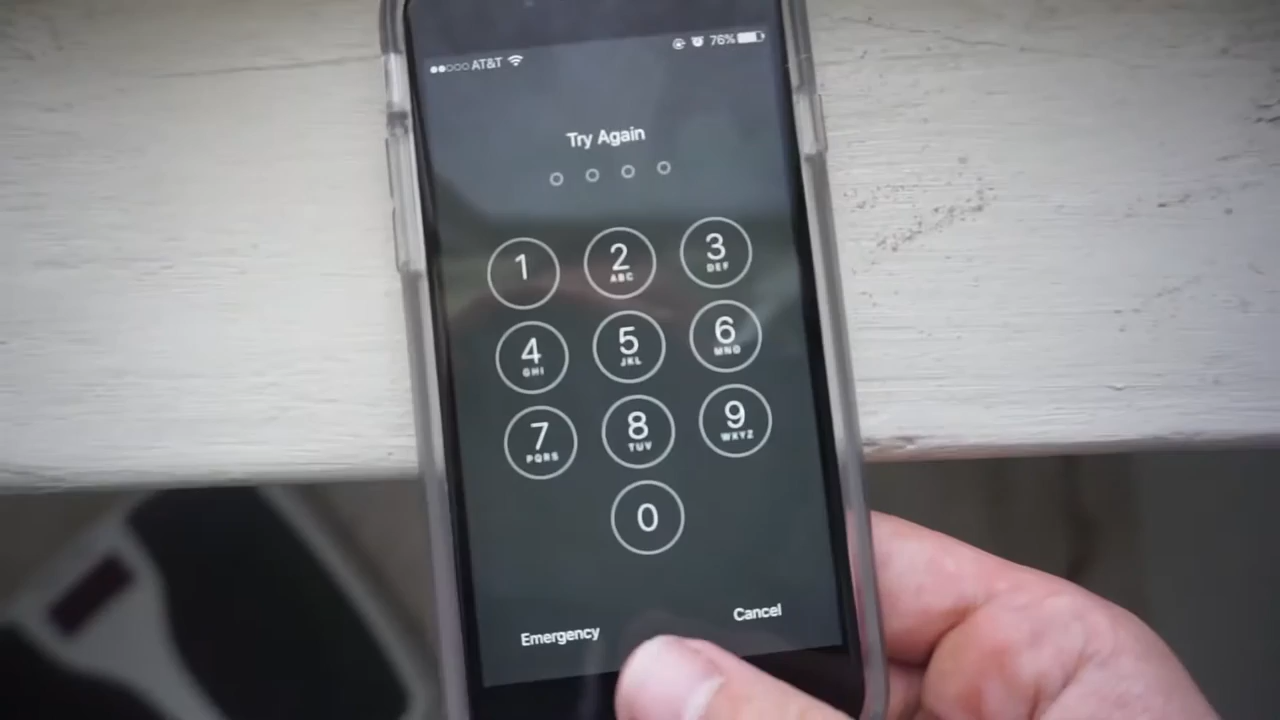 AT&T 76%
Try Again
1 2 3
ABC DEF
4 5 6
GHI JKL MNO
7 8 9
PQRS TUV WXYZ
0
Emergency Cancel